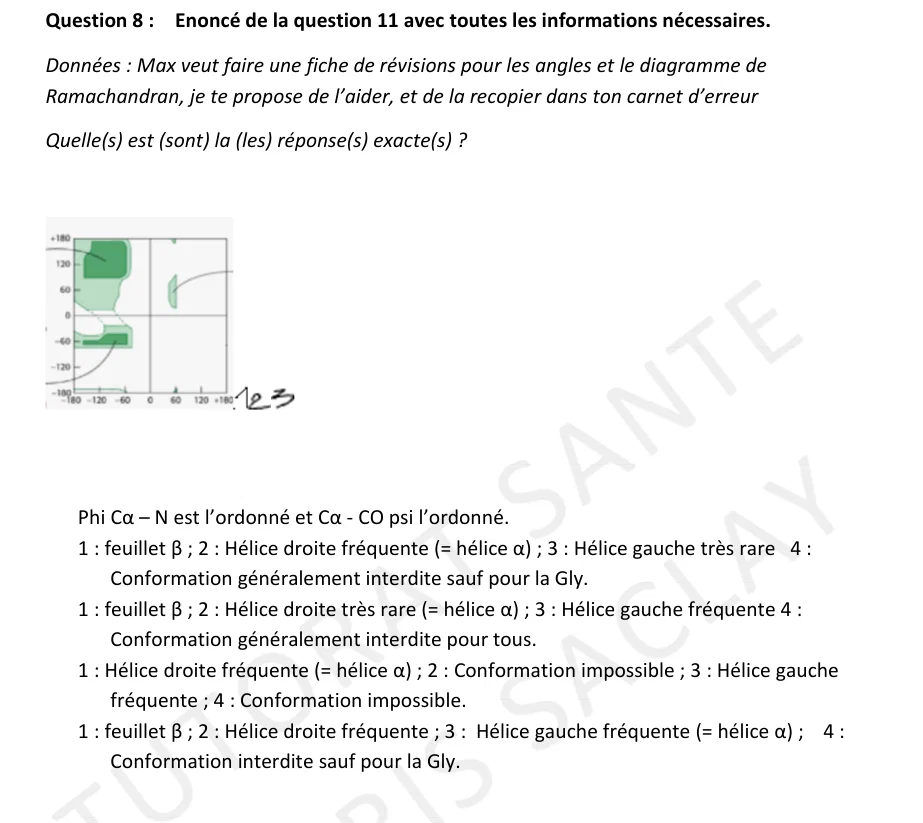 Question 8 : Enoncé de la question 11 avec toutes les informations nécessaires.
Données : Max veut faire une fiche de révisions pour les angles et le diagramme de
Ramachandran, je te propose de l'aider, et de la recopier dans ton carnet d'erreur
Quelle(s) est (sont) la (les) réponse(s) exacte(s) ?
+180
120
60
0
-60
-120
-180
-180 -120 -60 0 60 120 +180
123
Phi Cα – N est l'ordonné et Cα - CO psi l'ordonné.
1 : feuillet β ; 2 : Hélice droite fréquente (= hélice α) ; 3 : Hélice gauche très rare 4 :
Conformation généralement interdite sauf pour la Gly.
1 : feuillet β ; 2 : Hélice droite très rare (= hélice α) ; 3 : Hélice gauche fréquente 4 :
Conformation généralement interdite pour tous.
1 : Hélice droite fréquente (= hélice α) ; 2 : Conformation impossible ; 3 : Hélice gauche
fréquente ; 4 : Conformation impossible.
1 : feuillet β ; 2 : Hélice droite fréquente ; 3 : Hélice gauche fréquente (= hélice α) ; 4 :
Conformation interdite sauf pour la Gly.
TUTORAT SANTE
PARIS SACLAY